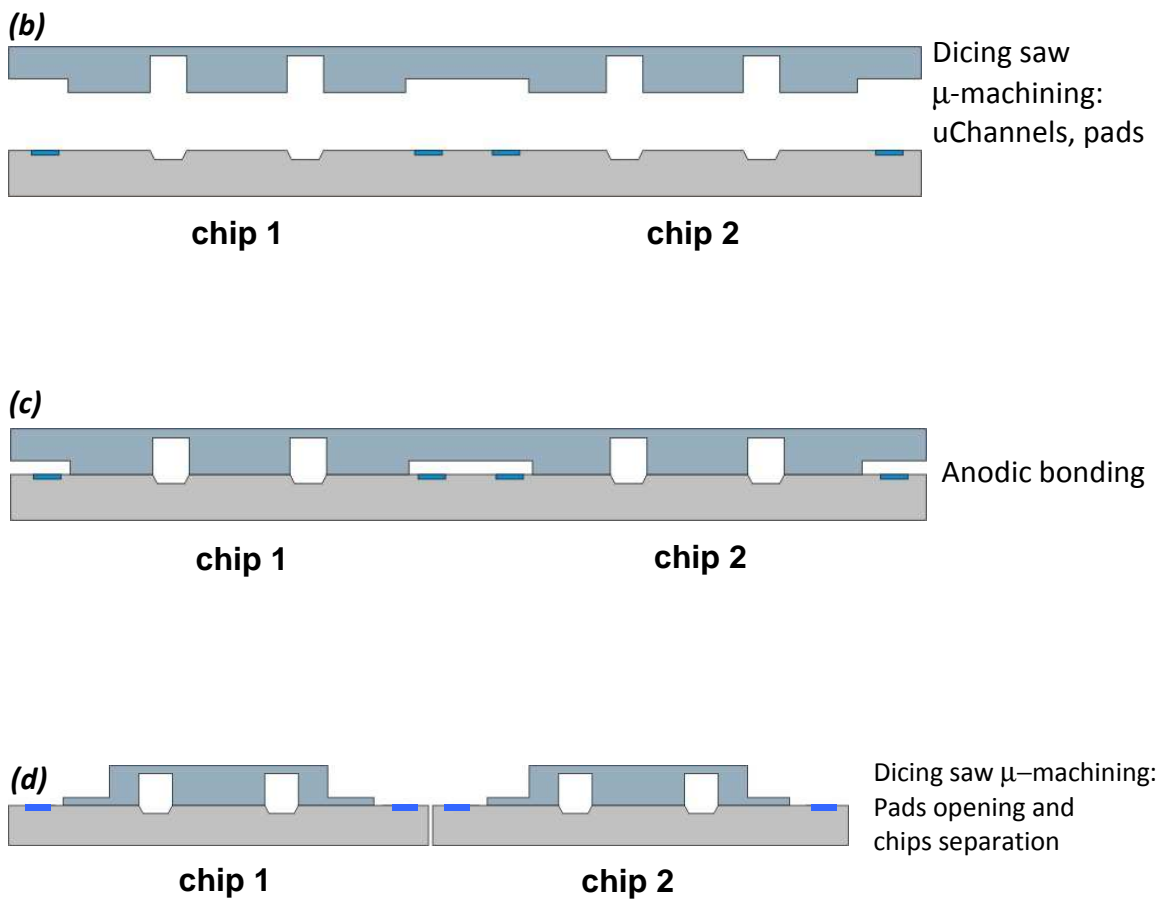 (b)
Dicing saw
μ-machining:
uChannels, pads
chip 1
chip 2
(c)
Anodic bonding
chip 1
chip 2
(d)
Dicing saw μ–machining:
Pads opening and
chips separation
chip 1
chip 2